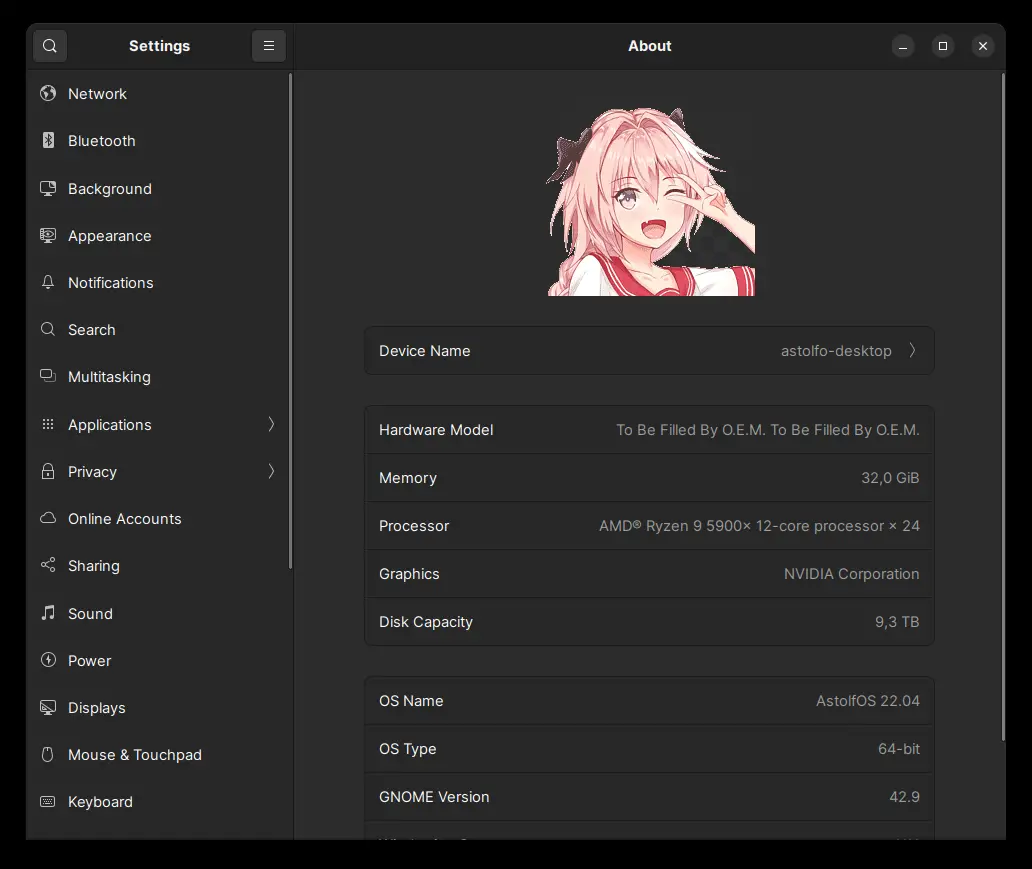 Settings
About
Network
Bluetooth
Background
Appearance
Notifications
Search
Multitasking
Applications
Privacy
Online Accounts
Sharing
Sound
Power
Displays
Mouse & Touchpad
Keyboard
Device Name astolfo-desktop
Hardware Model To Be Filled By O.E.M. To Be Filled By O.E.M.
Memory 32,0 GiB
Processor AMD® Ryzen 9 5900× 12-core processor × 24
Graphics NVIDIA Corporation
Disk Capacity 9,3 TB
OS Name AstolfOS 22.04
OS Type 64-bit
GNOME Version 42.9